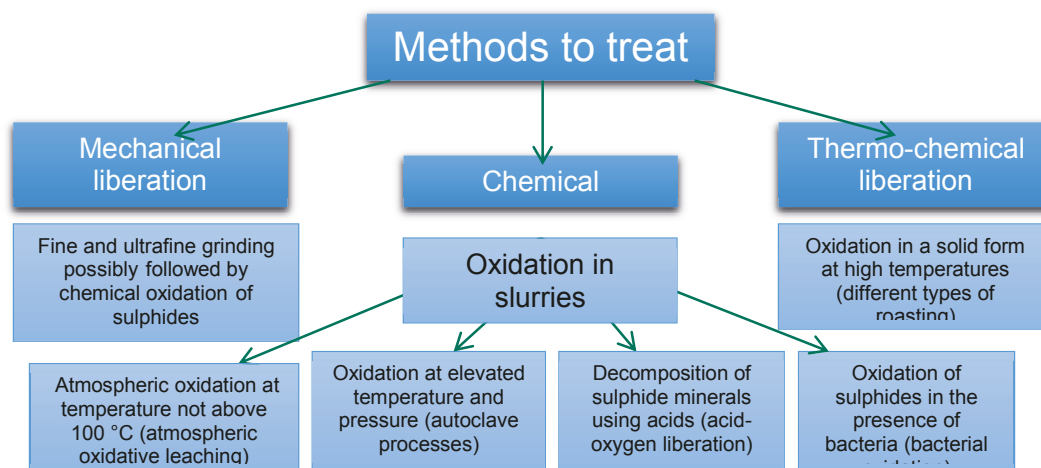 Methods to treat
Mechanical
liberation
Chemical
Thermo-chemical
liberation
Fine and ultrafine grinding
possibly followed by
chemical oxidation of
sulphides
Oxidation in
slurries
Oxidation in a solid form
at high temperatures
(different types of
roasting)
Atmospheric oxidation at
temperature not above
100 °C (atmospheric
oxidative leaching)
Oxidation at elevated
temperature and
pressure (autoclave
processes)
Decomposition of
sulphide minerals
using acids (acid-
oxygen liberation)
Oxidation of
sulphides in the
presence of
bacteria (bacterial